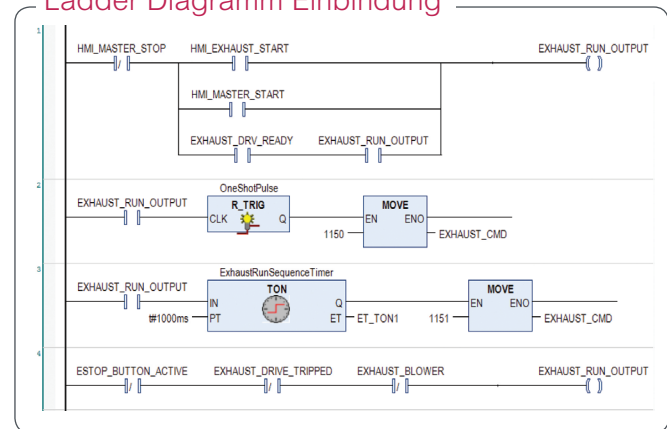 Ladder Diagramm Einbindung
1
HMI_MASTER_STOP HMI_EXHAUST_START EXHAUST_RUN_OUTPUT
HMI_MASTER_START
EXHAUST_DRV_READY EXHAUST_RUN_OUTPUT
2
OneShotPulse
EXHAUST_RUN_OUTPUT R_TRIG MOVE
CLK Q EN ENO
1150 EXHAUST_CMD
3
ExhaustRunSequenceTimer
EXHAUST_RUN_OUTPUT TON MOVE
IN Q EN ENO
t#1000ms PT ET ET_TON1 1151 EXHAUST_CMD
4
ESTOP_BUTTON_ACTIVE EXHAUST_DRIVE_TRIPPED EXHAUST_BLOWER EXHAUST_RUN_OUTPUT